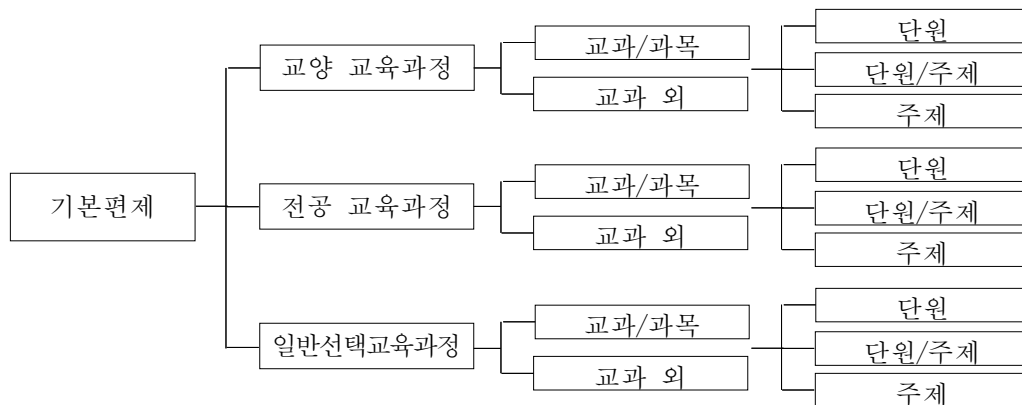 기본편제
교양 교육과정
교과/과목
교과 외
단원
단원/주제
주제
전공 교육과정
교과/과목
교과 외
단원
단원/주제
주제
일반선택교육과정
교과/과목
교과 외
단원
단원/주제
주제